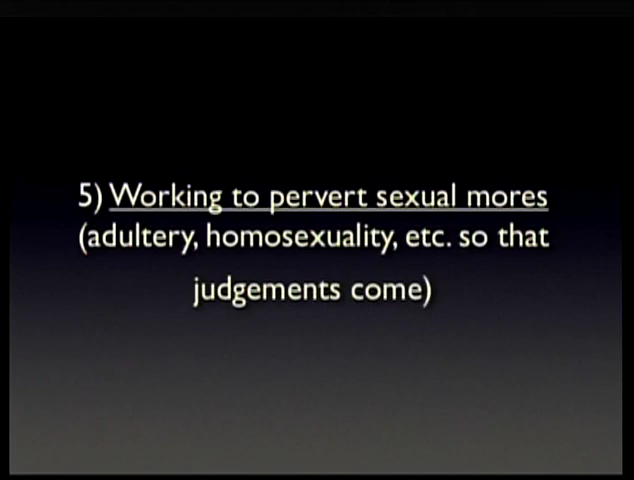 5) Working to pervert sexual mores
(adultery, homosexuality, etc. so that
judgements come)